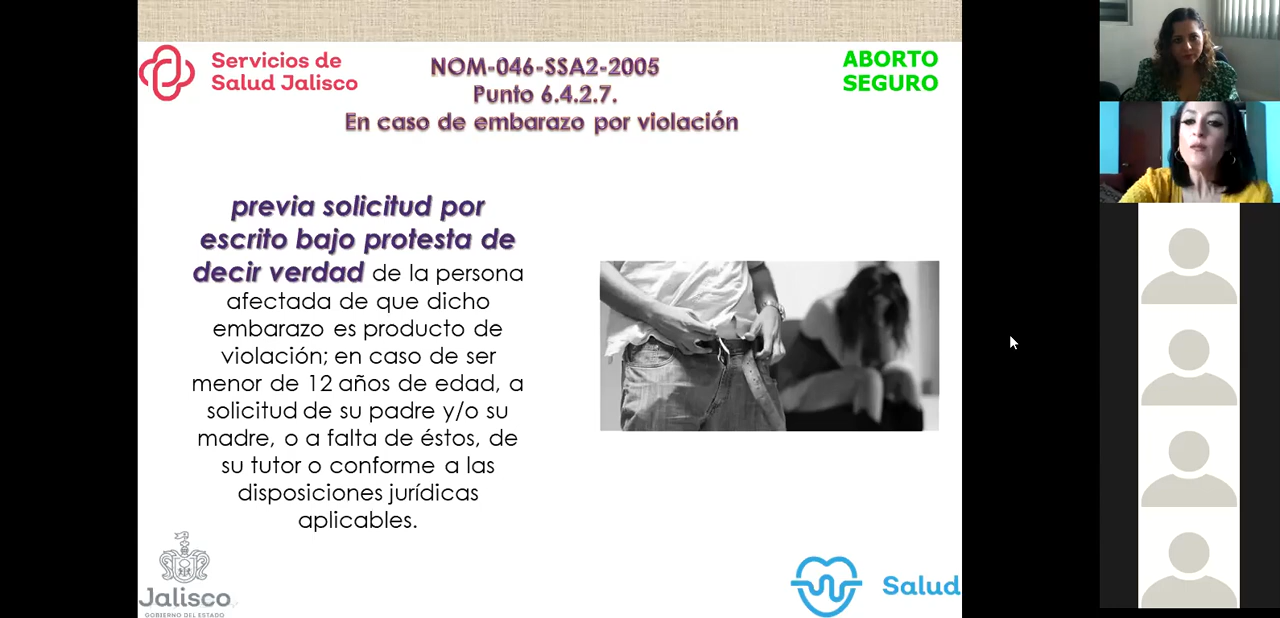 Servicios de
Salud Jalisco
NOM-046-SSA2-2005
Punto 6.4.2.7.
En caso de embarazo por violación
ABORTO
SEGURO
previa solicitud por
escrito bajo protesta de
decir verdad de la persona
afectada de que dicho
embarazo es producto de
violación; en caso de ser
menor de 12 años de edad, a
solicitud de su padre y/o su
madre, o a falta de éstos, de
su tutor o conforme a las
disposiciones jurídicas
aplicables.
Jalisco
GOBIERNO DEL ESTADO
Salud